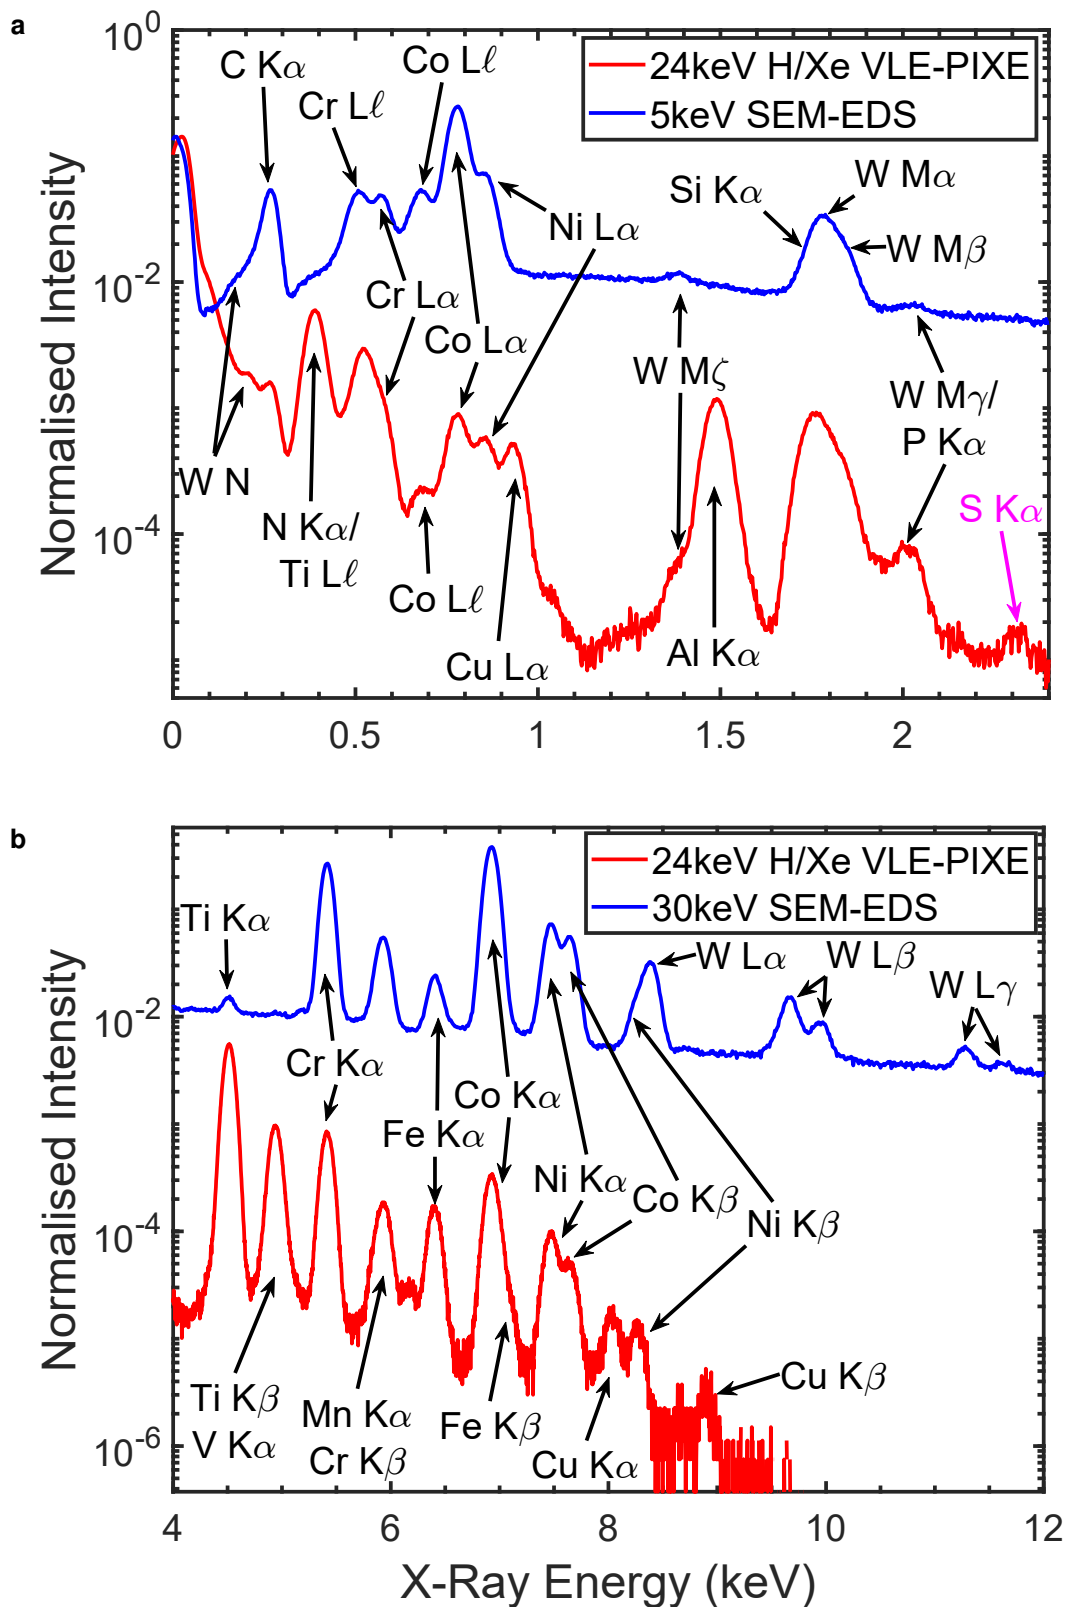 a
10⁰
10⁻²
10⁻⁴
Normalised Intensity
24keV H/Xe VLE-PIXE
5keV SEM-EDS
C Kα
Cr Lℓ
Co Lℓ
Ni Lα
Si Kα
W Mα
W Mβ
Cr Lα
Co Lα
W Mζ
W Mγ/
P Kα
W N
N Kα/
Ti Lℓ
Co Lℓ
Cu Lα
Al Kα
S Kα
0 0.5 1 1.5 2
b
10⁻²
10⁻⁴
10⁻⁶
Normalised Intensity
24keV H/Xe VLE-PIXE
30keV SEM-EDS
Ti Kα
W Lα
W Lβ
W Lγ
Cr Kα
Fe Kα
Co Kα
Ni Kα
Co Kβ
Ni Kβ
Ti Kβ
V Kα
Mn Kα
Cr Kβ
Fe Kβ
Cu Kα
Cu Kβ
4 6 8 10 12
X-Ray Energy (keV)